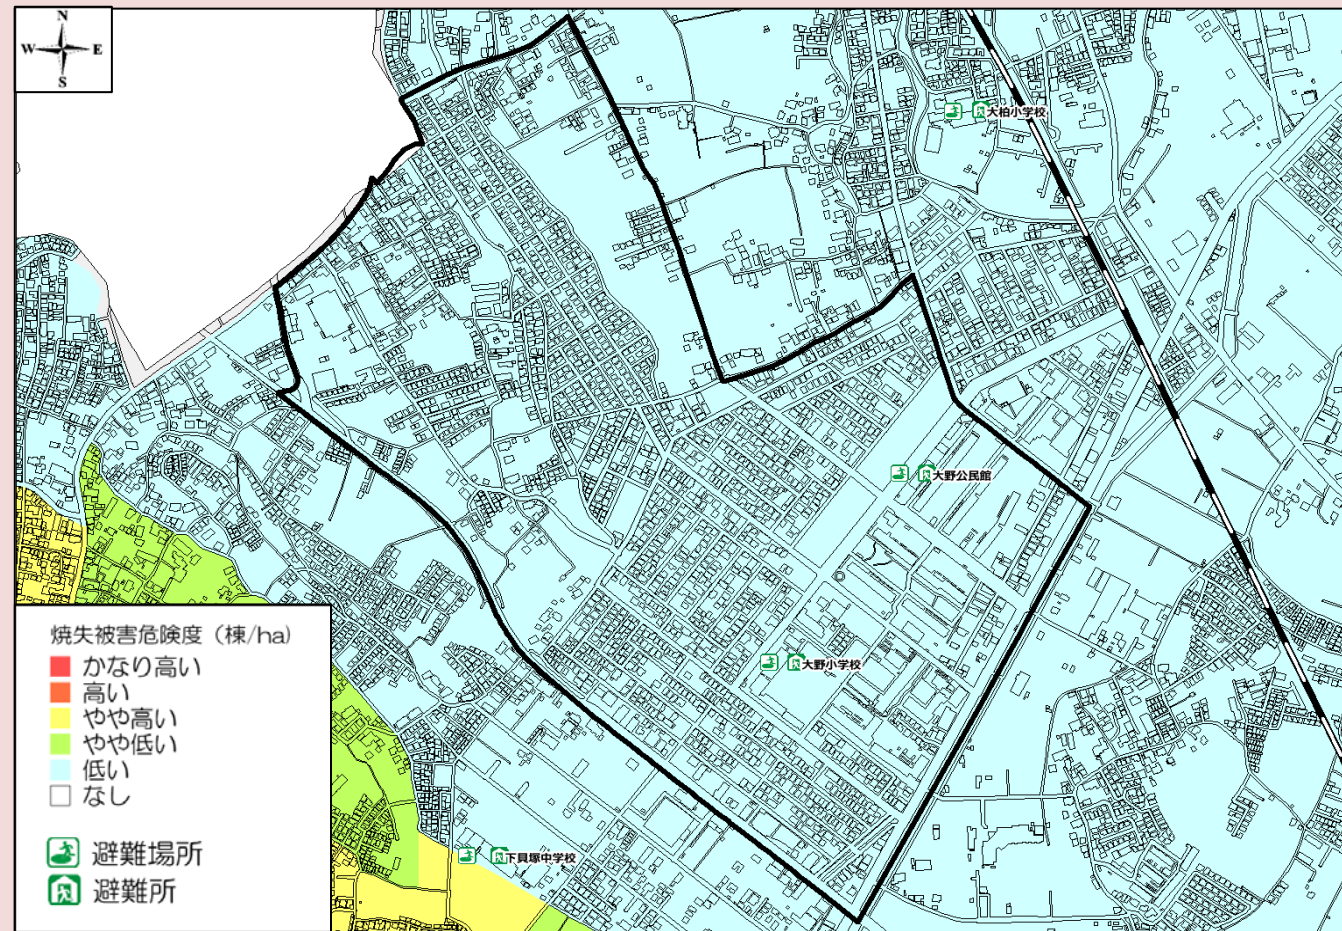 N
W E
S
大柏小学校
大野公民館
大野小学校
下貝塚中学校
焼失被害危険度（棟/ha)
かなり高い
高い
やや高い
やや低い
低い
なし
避難場所
避難所